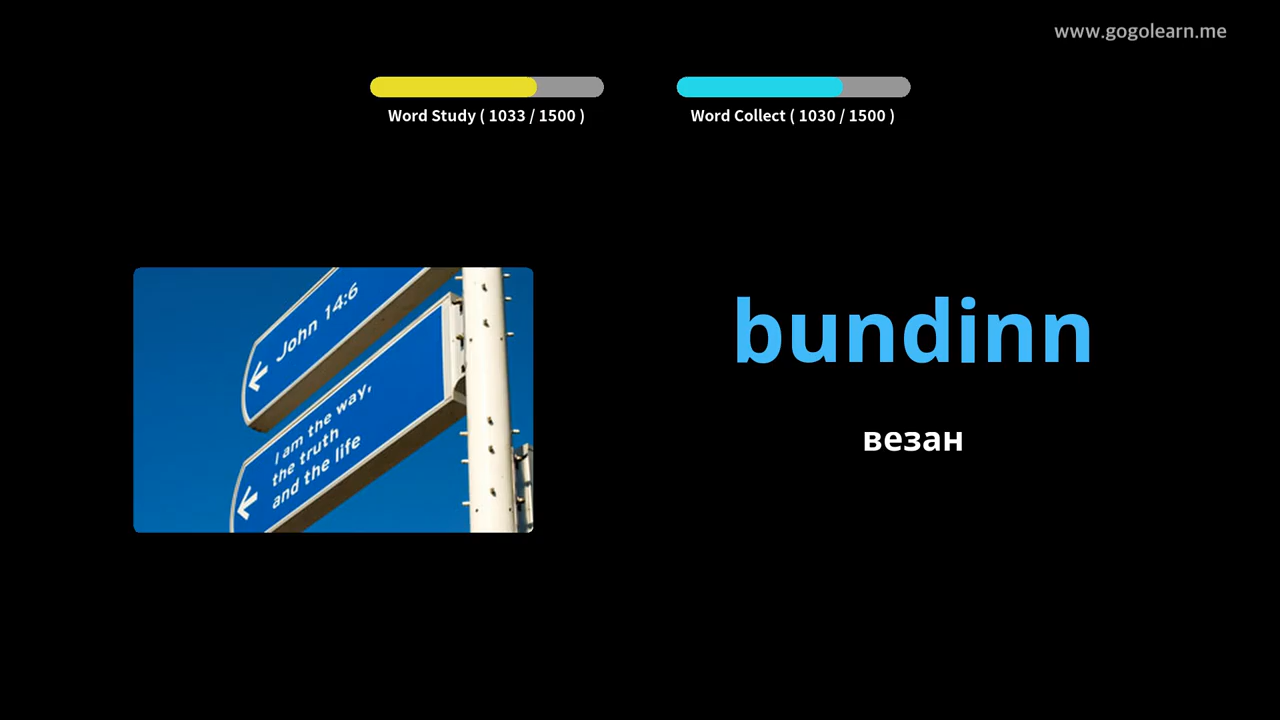 www.gogolearn.me
Word Study ( 1033 / 1500 )
Word Collect ( 1030 / 1500 )
John 14:6
I am the way,
the truth
and the life
bundinn
везан